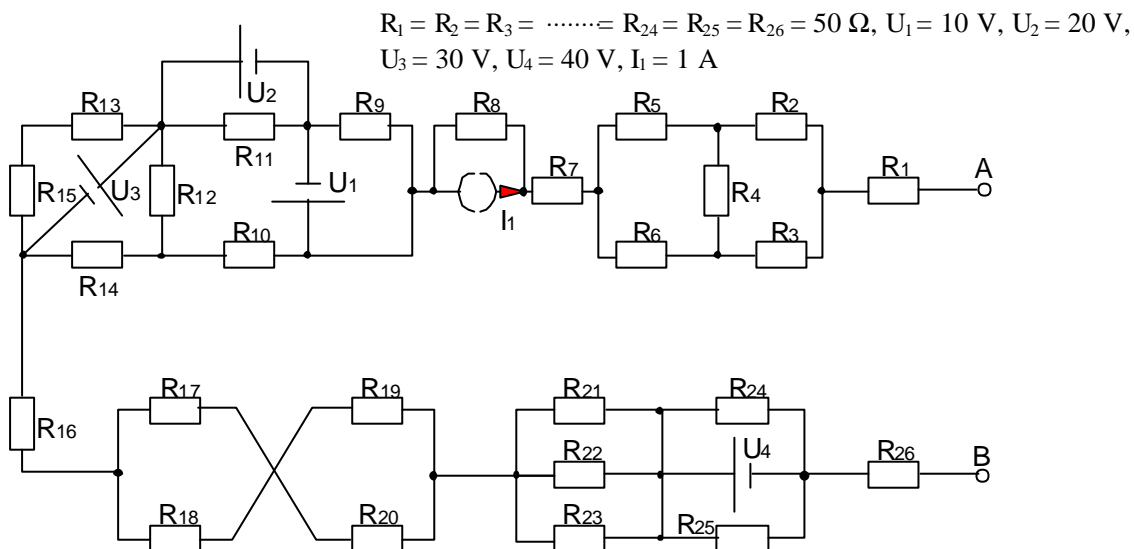 R₁ = R₂ = R₃ = ········= R₂₄ = R₂₅ = R₂₆ = 50 Ω, U₁ = 10 V, U₂ = 20 V,
U₃ = 30 V, U₄ = 40 V, I₁ = 1 A
U₂
R₁₃
R₉
R₈
R₅
R₂
R₁₁
R₇
R₁
A
R₁₅
U₃
R₁₂
U₁
R₄
I₁
R₁₀
R₆
R₃
R₁₄
R₁₇
R₁₉
R₂₁
R₂₄
R₁₆
R₂₂
U₄
R₂₆
B
R₁₈
R₂₀
R₂₃
R₂₅